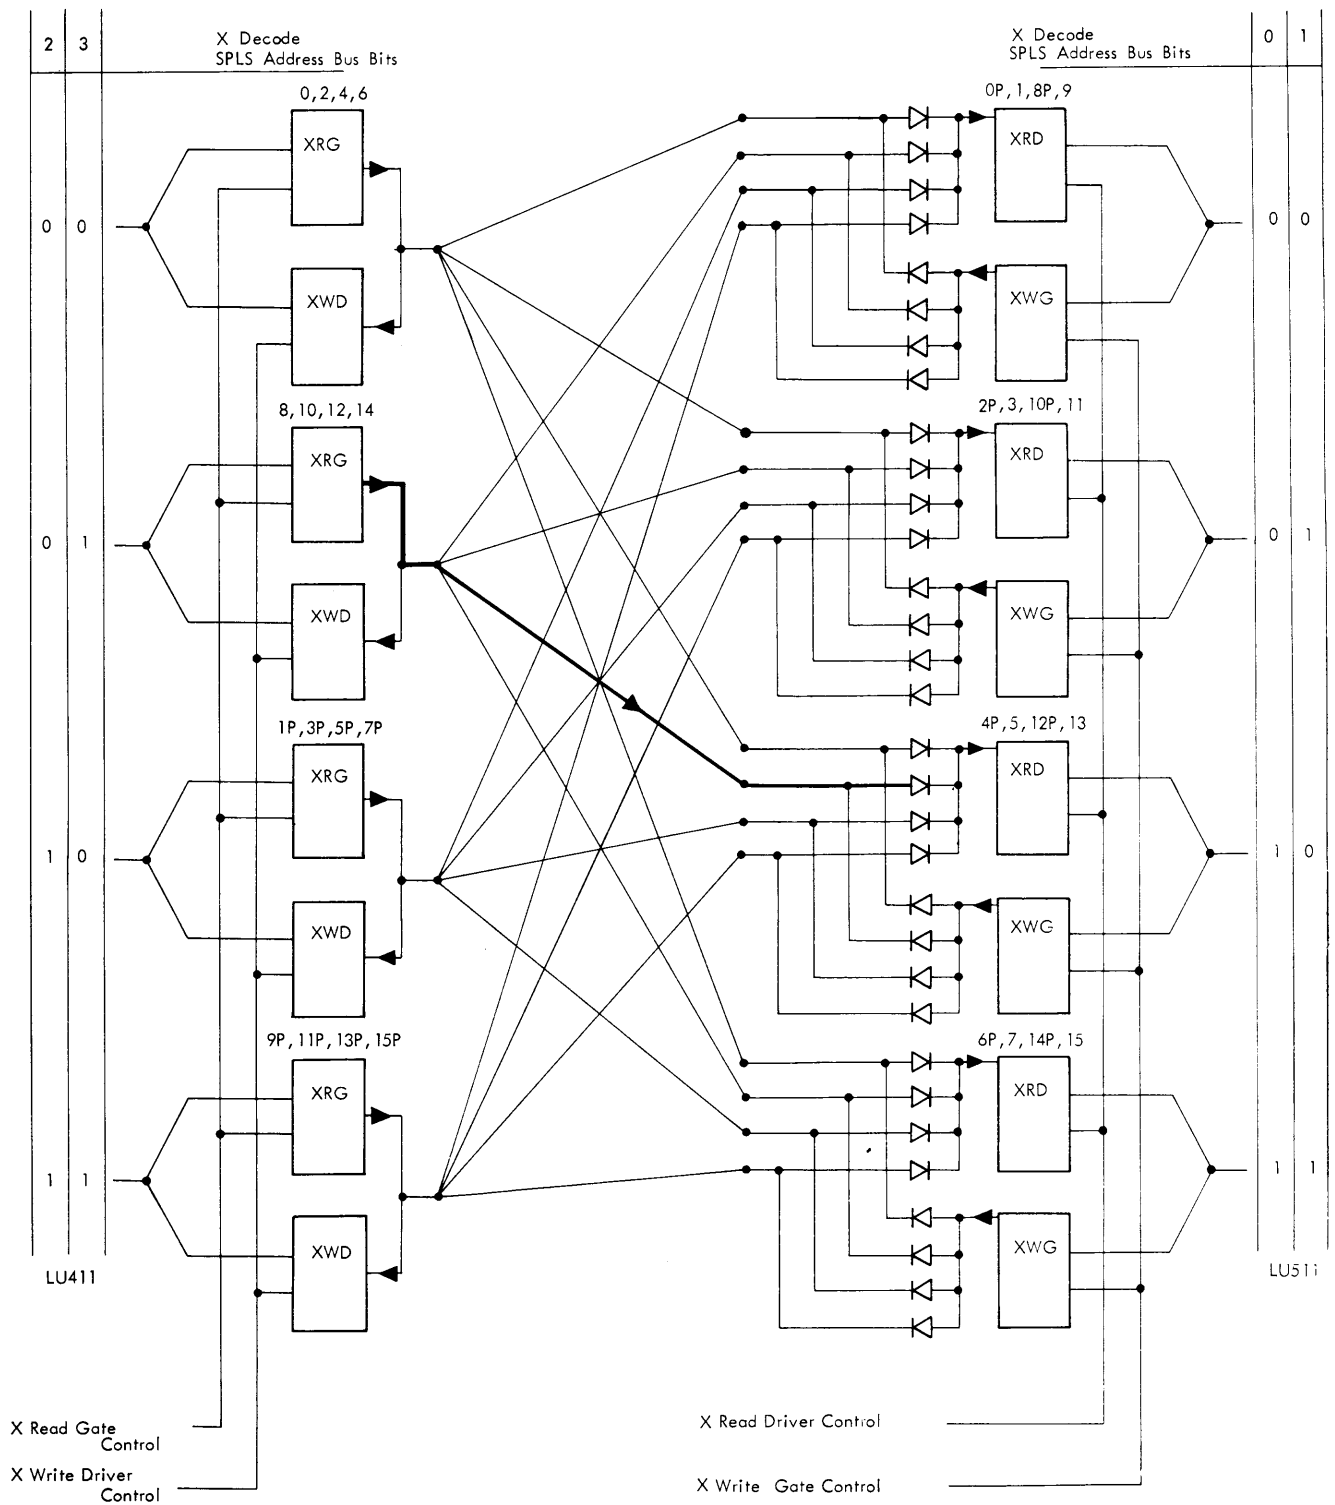 2 3
X Decode
SPLS Address Bus Bits
X Decode
SPLS Address Bus Bits
0 1
0,2,4,6
XRG
0 0
XWD
8,10,12,14
XRG
0 1
XWD
1P,3P,5P,7P
XRG
1 0
XWD
9P,11P,13P,15P
XRG
1 1
XWD
LU411
0P,1,8P,9
XRD
0 0
XWG
2P,3,10P,11
XRD
0 1
XWG
4P,5,12P,13
XRD
1 0
XWG
6P,7,14P,15
XRD
1 1
XWG
LU511
X Read Gate
Control
X Write Driver
Control
X Read Driver Control
X Write Gate Control